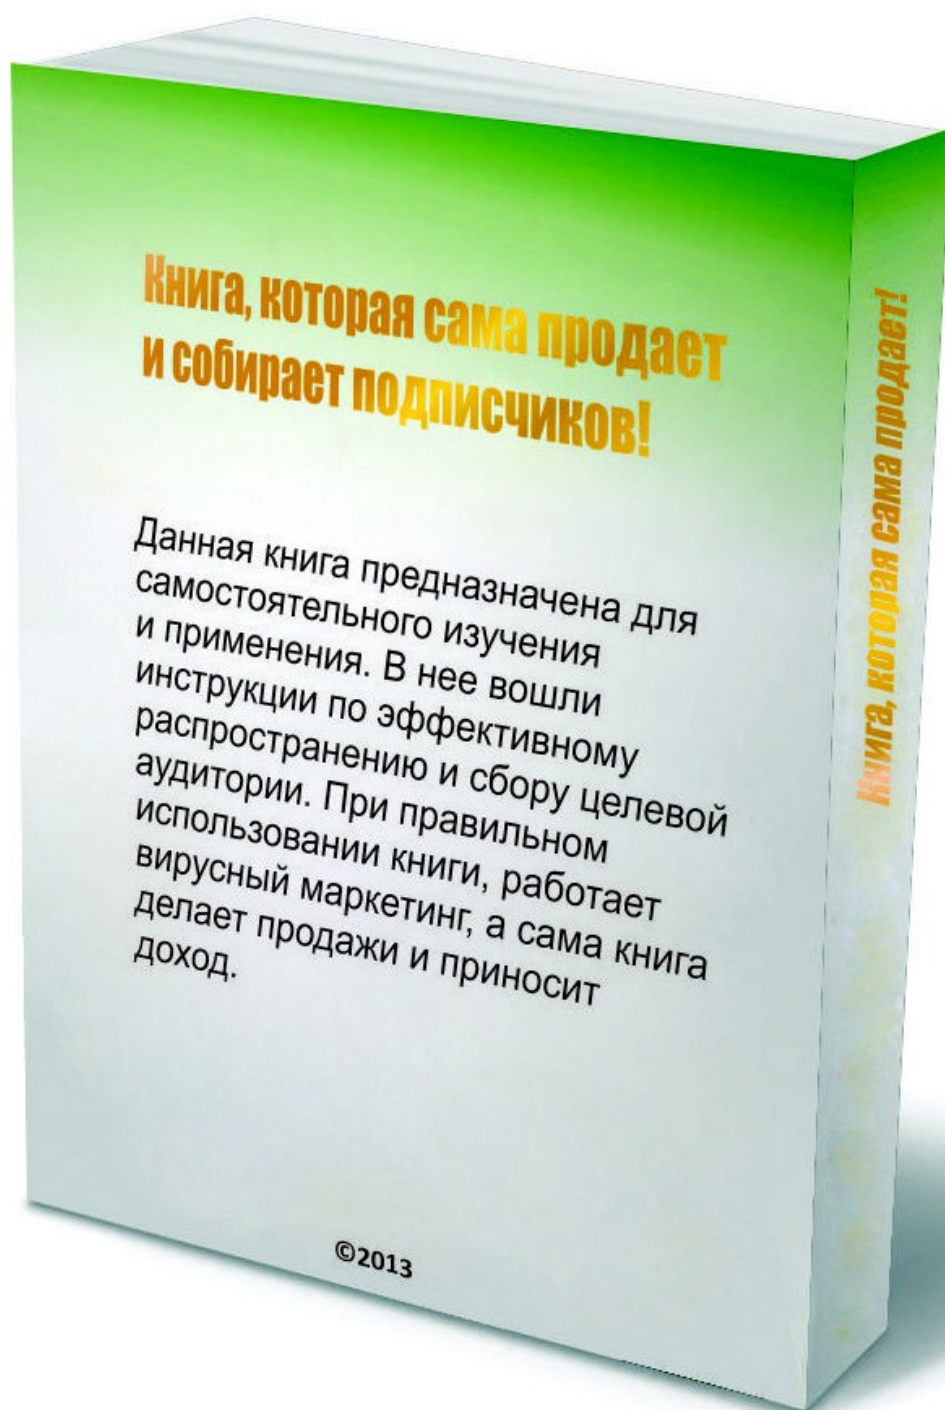 Книга, которая сама продает
и собирает подписчиков!
Данная книга предназначена для
самостоятельного изучения
и применения. В нее вошли
инструкции по эффективному
распространению и сбору целевой
аудитории. При правильном
использовании книги, работает
вирусный маркетинг, а сама книга
делает продажи и приносит
доход.
©2013
Книга, которая сама продает!